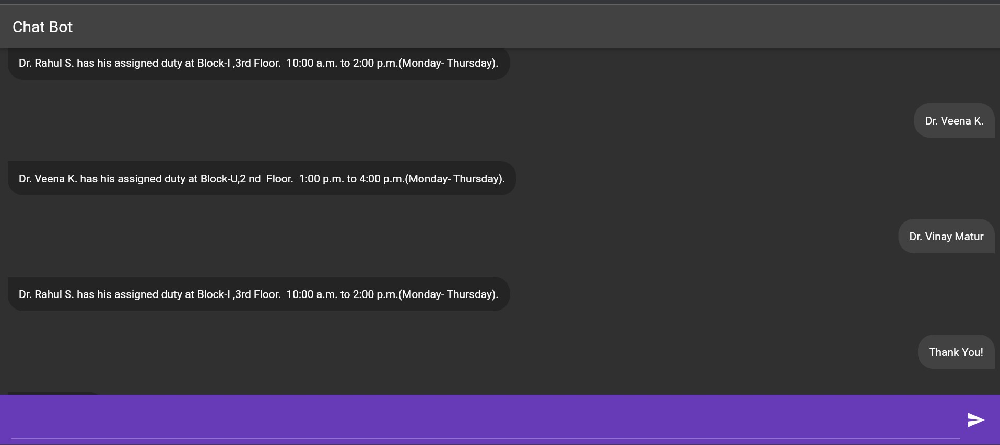 Chat Bot
Dr. Rahul S. has his assigned duty at Block-I ,3rd Floor.  10:00 a.m. to 2:00 p.m.(Monday- Thursday).
Dr. Veena K.
Dr. Veena K. has his assigned duty at Block-U,2 nd  Floor.  1:00 p.m. to 4:00 p.m.(Monday- Thursday).
Dr. Vinay Matur
Dr. Rahul S. has his assigned duty at Block-I ,3rd Floor.  10:00 a.m. to 2:00 p.m.(Monday- Thursday).
Thank You!